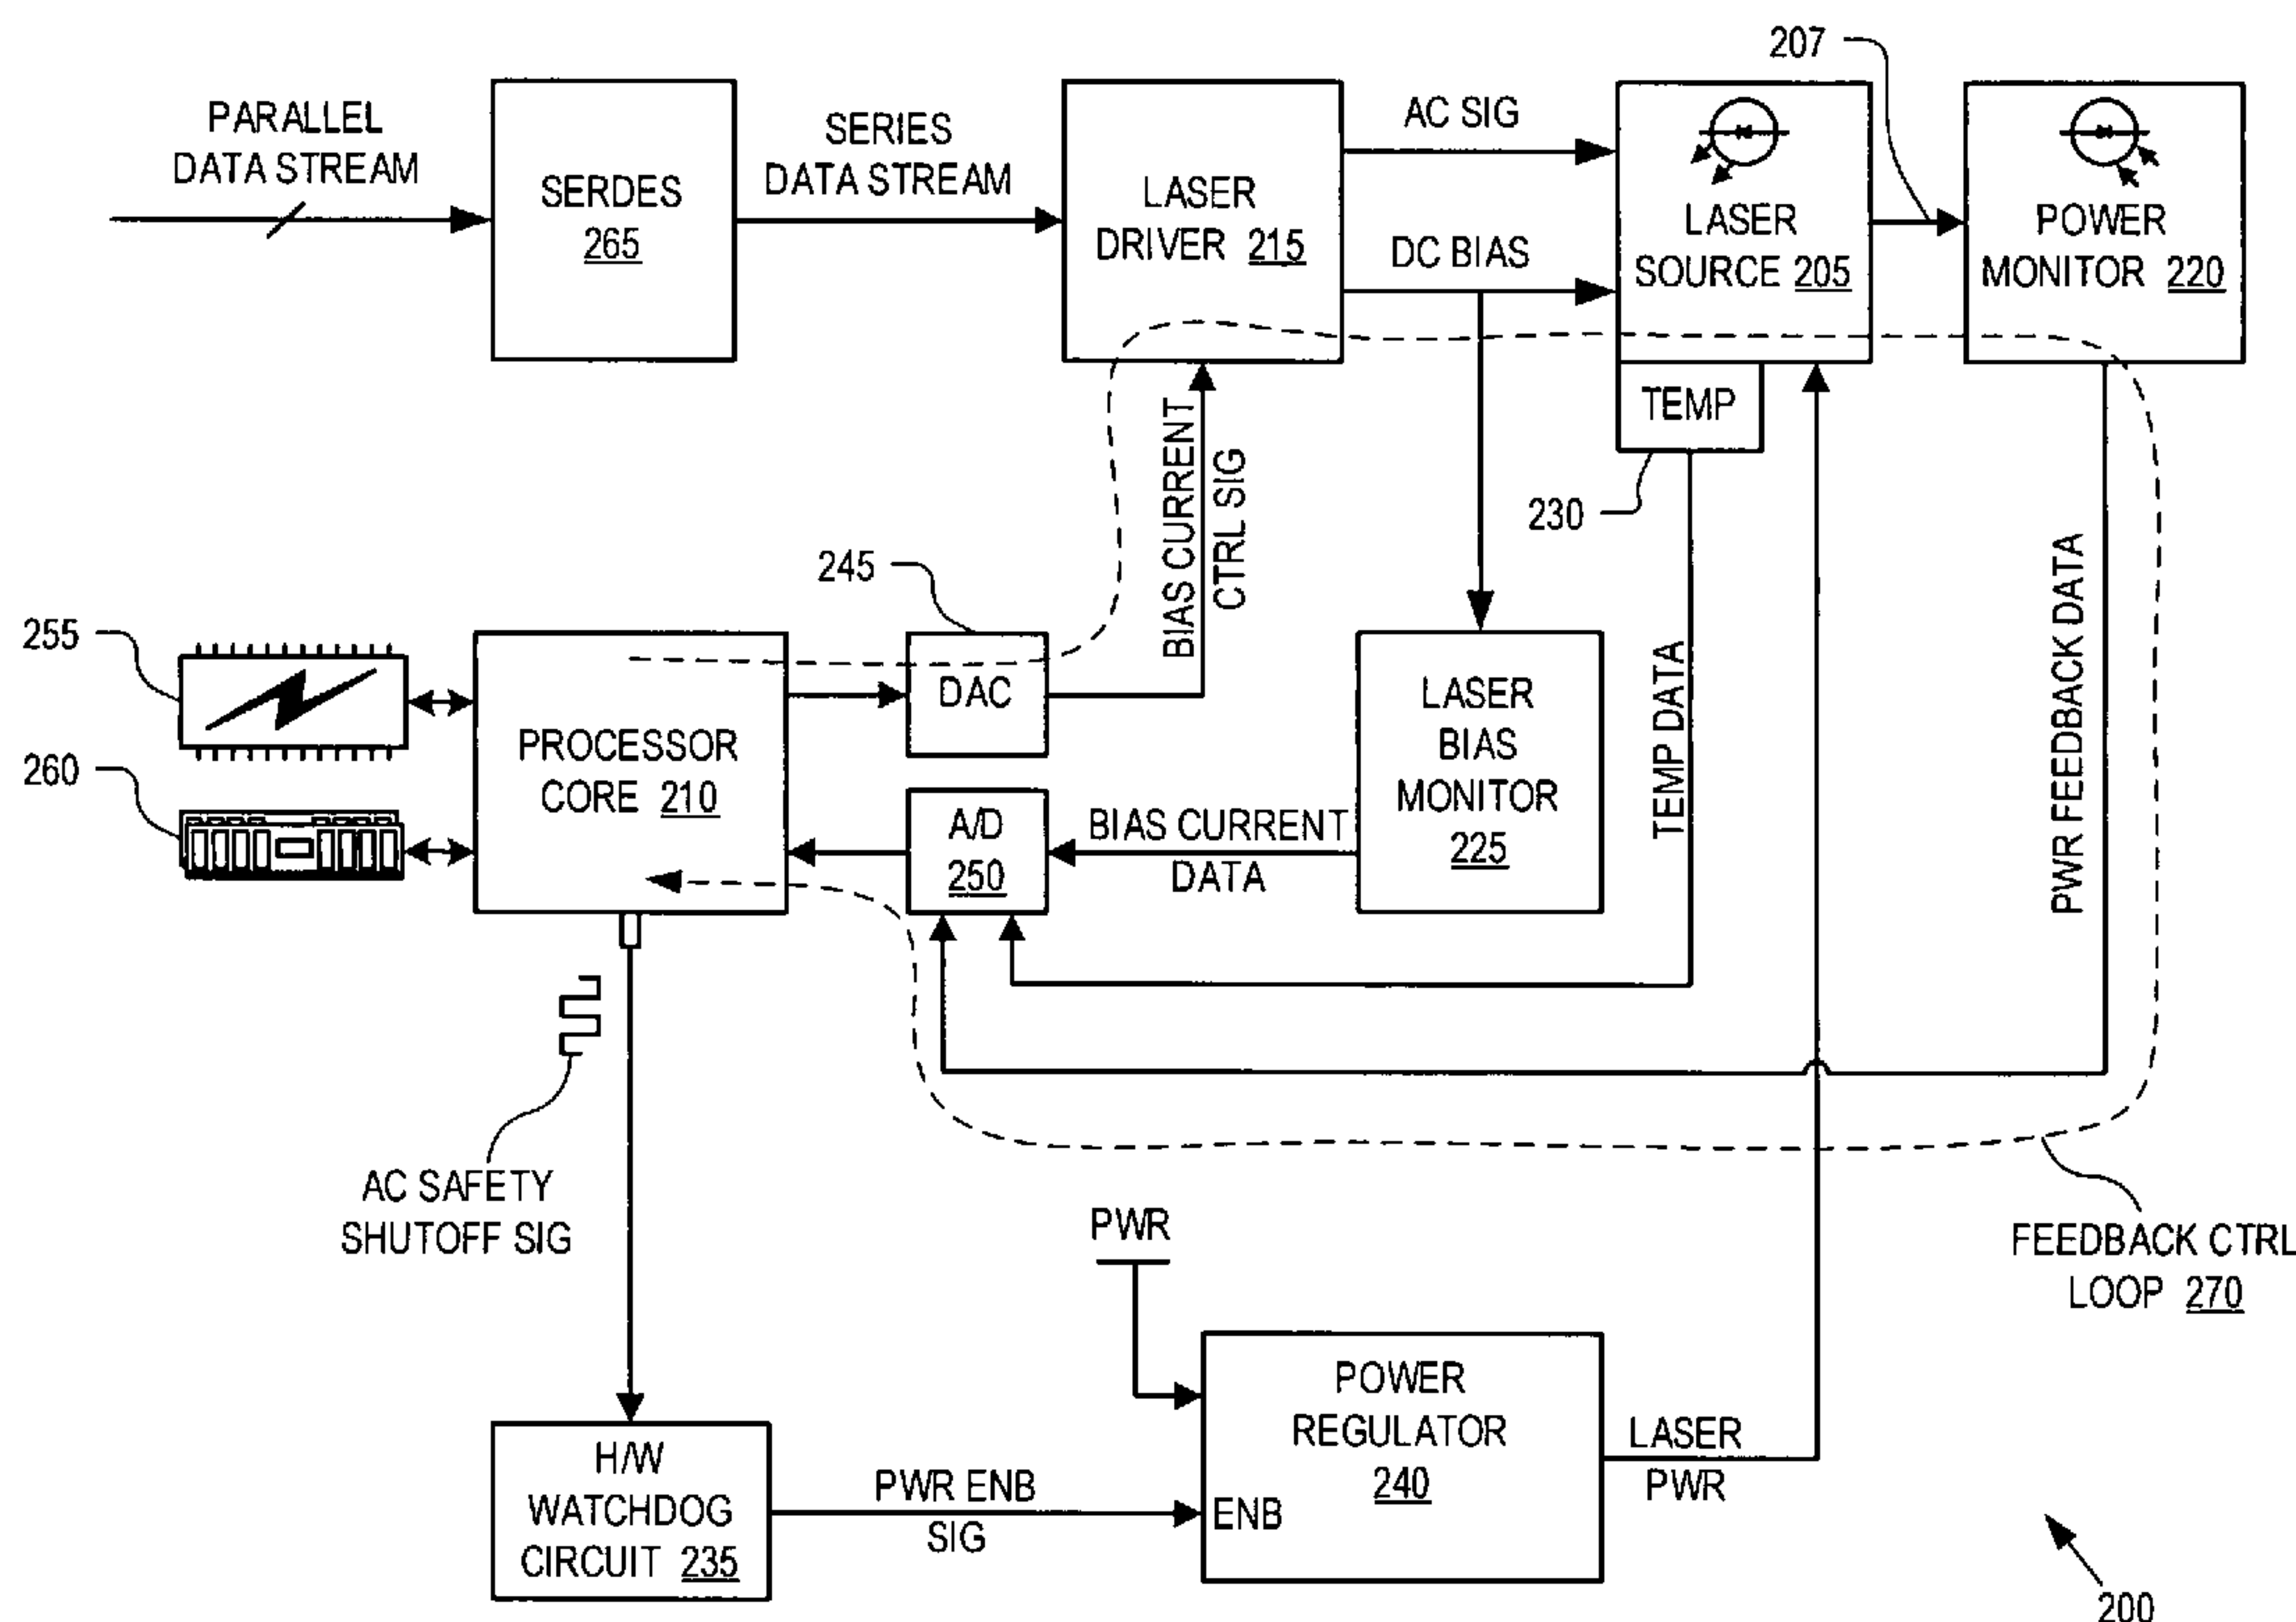 207
PARALLEL
DATA STREAM
SERDES
265
SERIES
DATA STREAM
LASER
DRIVER 215
AC SIG
DC BIAS
LASER
SOURCE 205
POWER
MONITOR 220
TEMP
230
BIAS CURRENT
CTRL SIG
245
255
260
PROCESSOR
CORE 210
DAC
A/D
250
BIAS CURRENT
DATA
LASER
BIAS
MONITOR
225
TEMP DATA
PWR FEEDBACK DATA
AC SAFETY
SHUTOFF SIG
PWR
FEEDBACK CTRL
LOOP 270
H/W
WATCHDOG
CIRCUIT 235
PWR ENB
SIG
POWER
REGULATOR
240
ENB
LASER
PWR
200